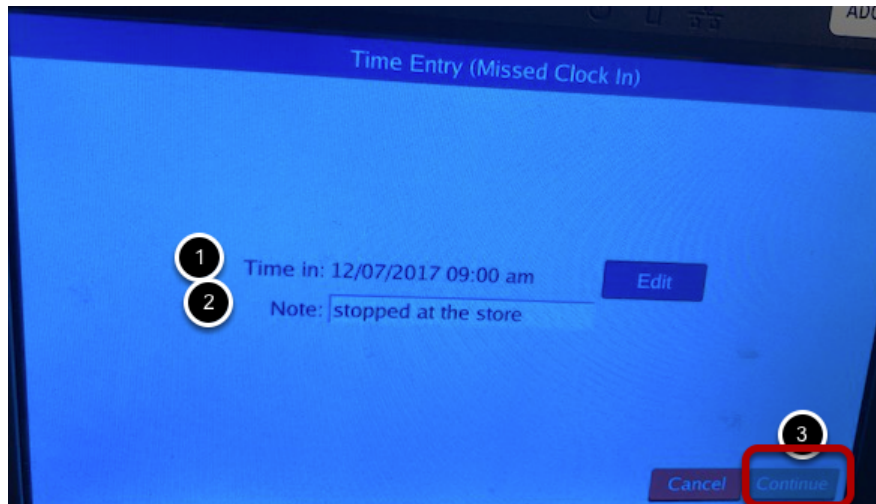 ADD
Time Entry (Missed Clock In)
1
Time in: 12/07/2017 09:00 am
Edit
2
Note: stopped at the store
3
Cancel
Continue